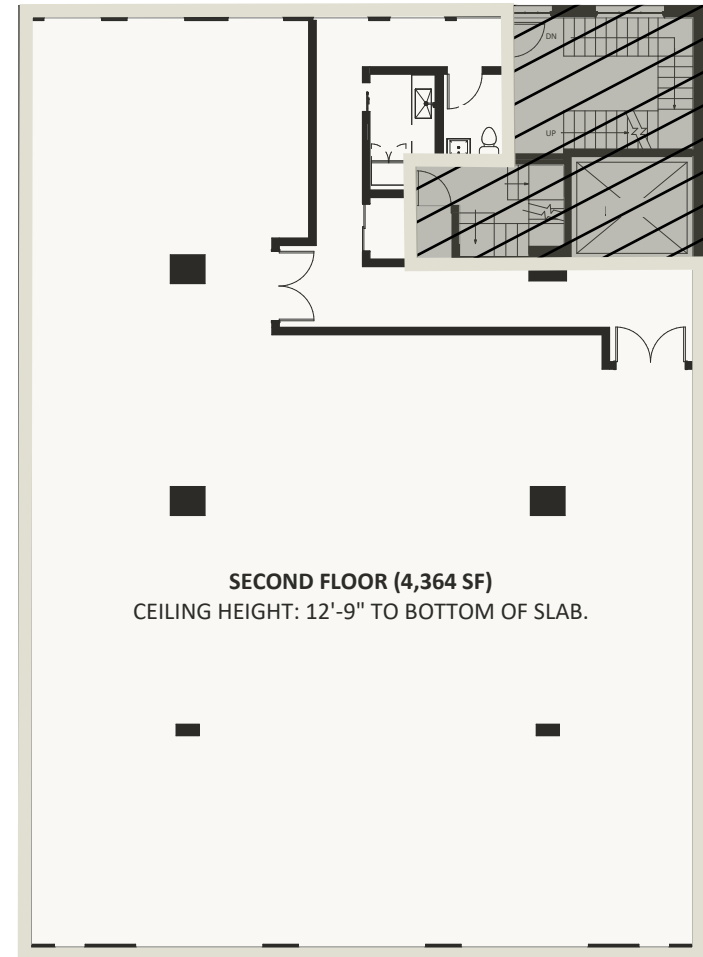 DN
UP
SECOND FLOOR (4,364 SF)
CEILING HEIGHT: 12'-9" TO BOTTOM OF SLAB.